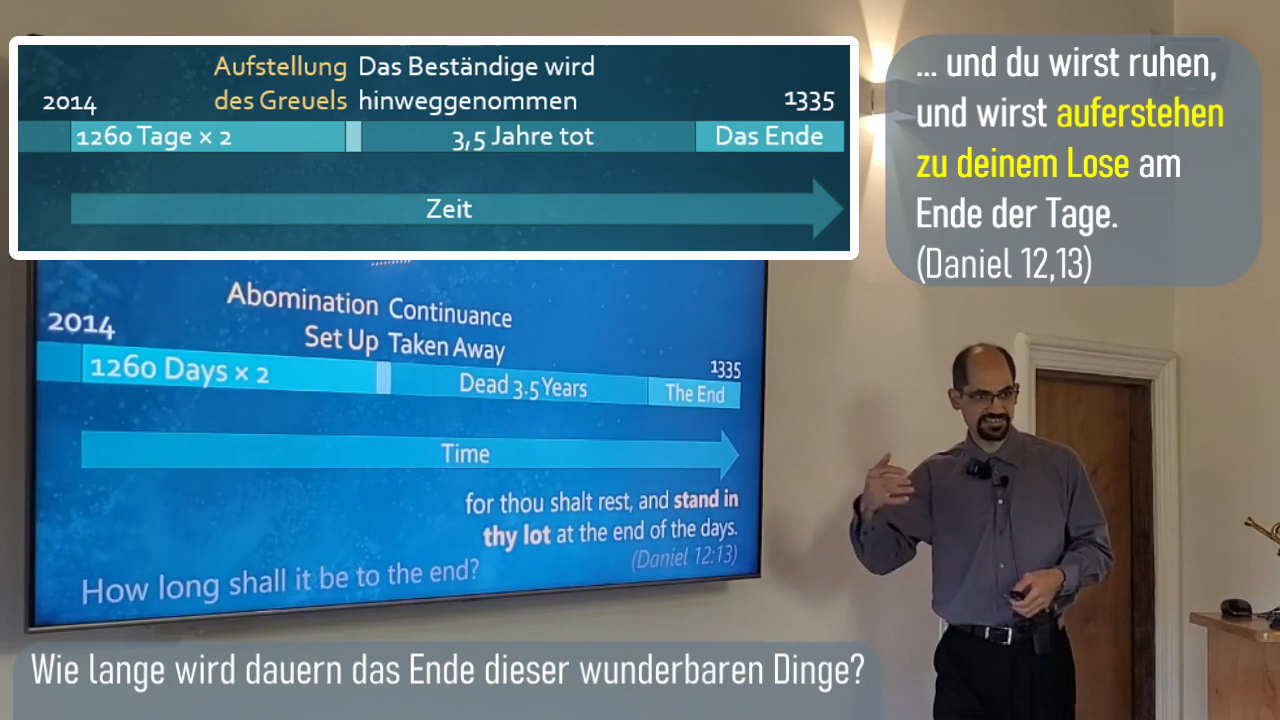 Aufstellung Das Beständige wird
2014 des Greuels hinweggenommen 1335
1260 Tage × 2 3,5 Jahre tot Das Ende
Zeit
... und du wirst ruhen,
und wirst auferstehen
zu deinem Lose am
Ende der Tage.
(Daniel 12,13)
Abomination Continuance
2014 Set Up Taken Away 1335
1260 Days × 2 Dead 3.5 Years The End
Time
for thou shalt rest, and stand in
thy lot at the end of the days.
(Daniel 12:13)
How long shall it be to the end?
Wie lange wird dauern das Ende dieser wunderbaren Dinge?